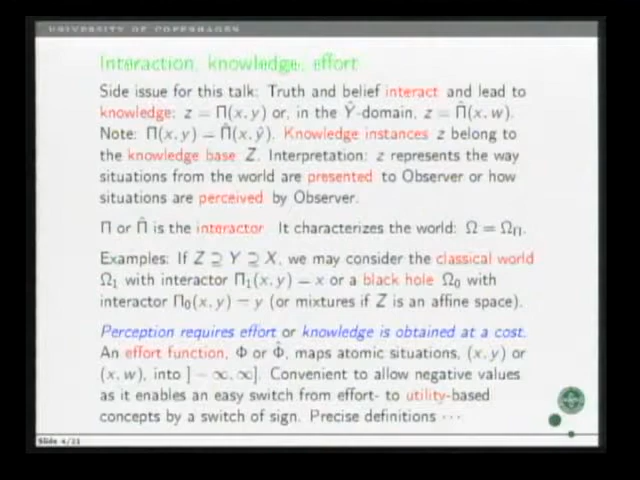 UNIVERSITY OF COPENHAGEN
Interaction, knowledge, effort
Side issue for this talk: Truth and belief interact and lead to
knowledge: z = Π(x, y) or, in the Ŷ-domain, z = Π̂(x, w).
Note: Π(x, y) = Π̂(x, ŷ). Knowledge instances z belong to
the knowledge base Z. Interpretation: z represents the way
situations from the world are presented to Observer or how
situations are perceived by Observer.
Π or Π̂ is the interactor. It characterizes the world: Ω = Ω_Π.
Examples: If Z ⊇ Y ⊇ X, we may consider the classical world
Ω₁ with interactor Π₁(x, y) = x or a black hole Ω₀ with
interactor Π₀(x, y) = y (or mixtures if Z is an affine space).
Perception requires effort or knowledge is obtained at a cost.
An effort function, Φ or Φ̂, maps atomic situations, (x, y) or
(x, w), into ] − ∞, ∞]. Convenient to allow negative values
as it enables an easy switch from effort- to utility-based
concepts by a switch of sign. Precise definitions ···
Slide 4/21